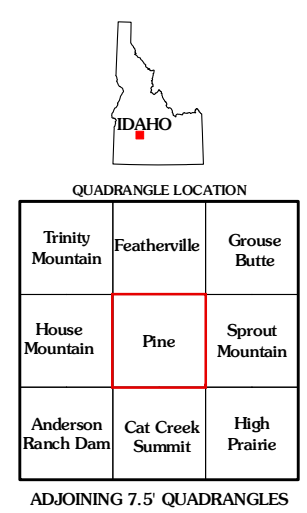 IDAHO
QUADRANGLE LOCATION
Trinity
Mountain
Featherville
Grouse
Butte
House
Mountain
Pine
Sprout
Mountain
Anderson
Ranch Dam
Cat Creek
Summit
High
Prairie
ADJOINING 7.5' QUADRANGLES